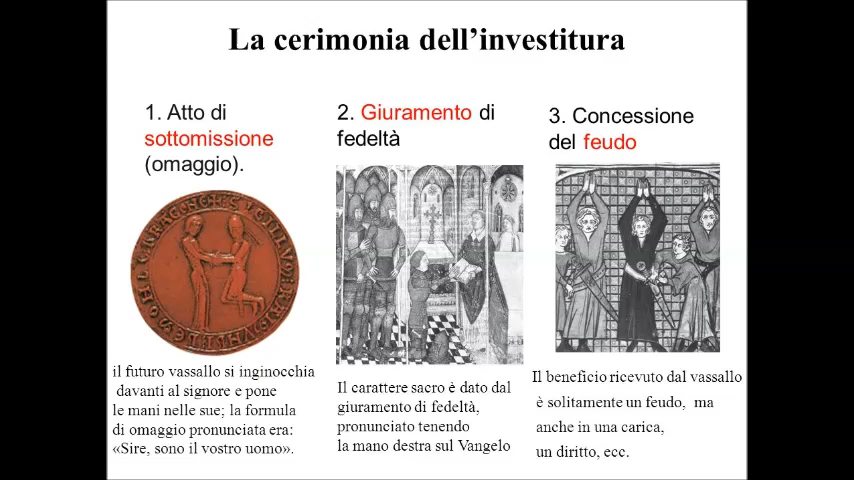 La cerimonia dell'investitura
1. Atto di
sottomissione
(omaggio).
2. Giuramento di
fedeltà
3. Concessione
del feudo
il futuro vassallo si inginocchia
davanti al signore e pone
le mani nelle sue; la formula
di omaggio pronunciata era:
«Sire, sono il vostro uomo».
Il carattere sacro è dato dal
giuramento di fedeltà,
pronunciato tenendo
la mano destra sul Vangelo
Il beneficio ricevuto dal vassallo
è solitamente un feudo, ma
anche in una carica,
un diritto, ecc.